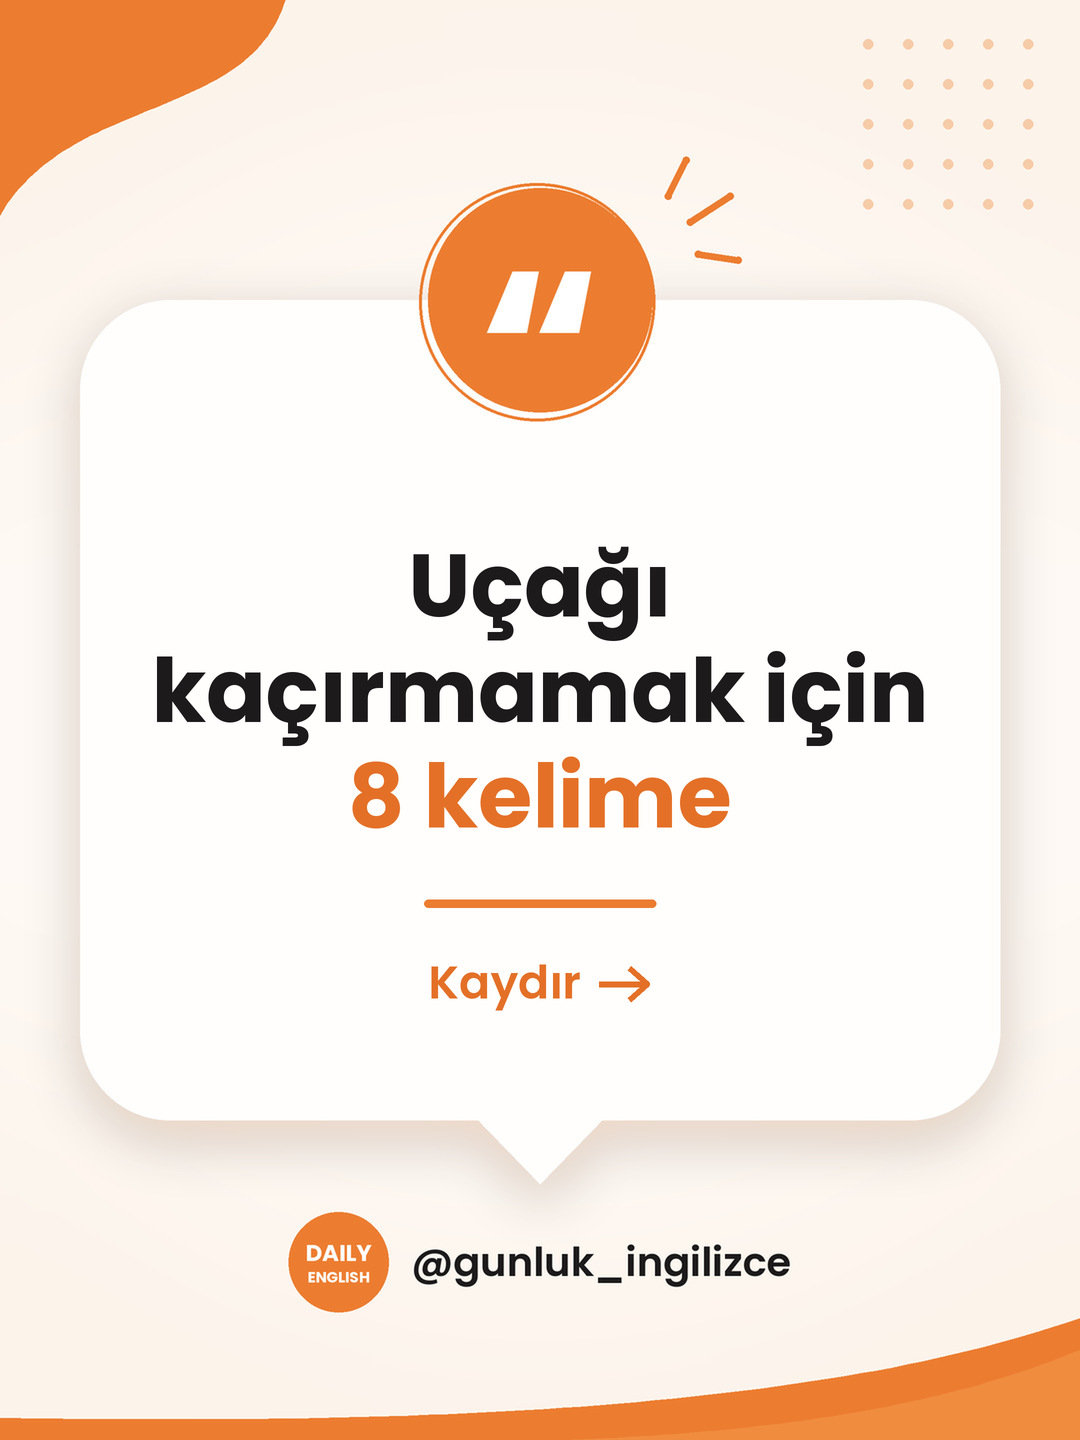 "
Uçağı
kaçırmamak için
8 kelime
Kaydır →
DAILY
ENGLISH
@gunluk_ingilizce